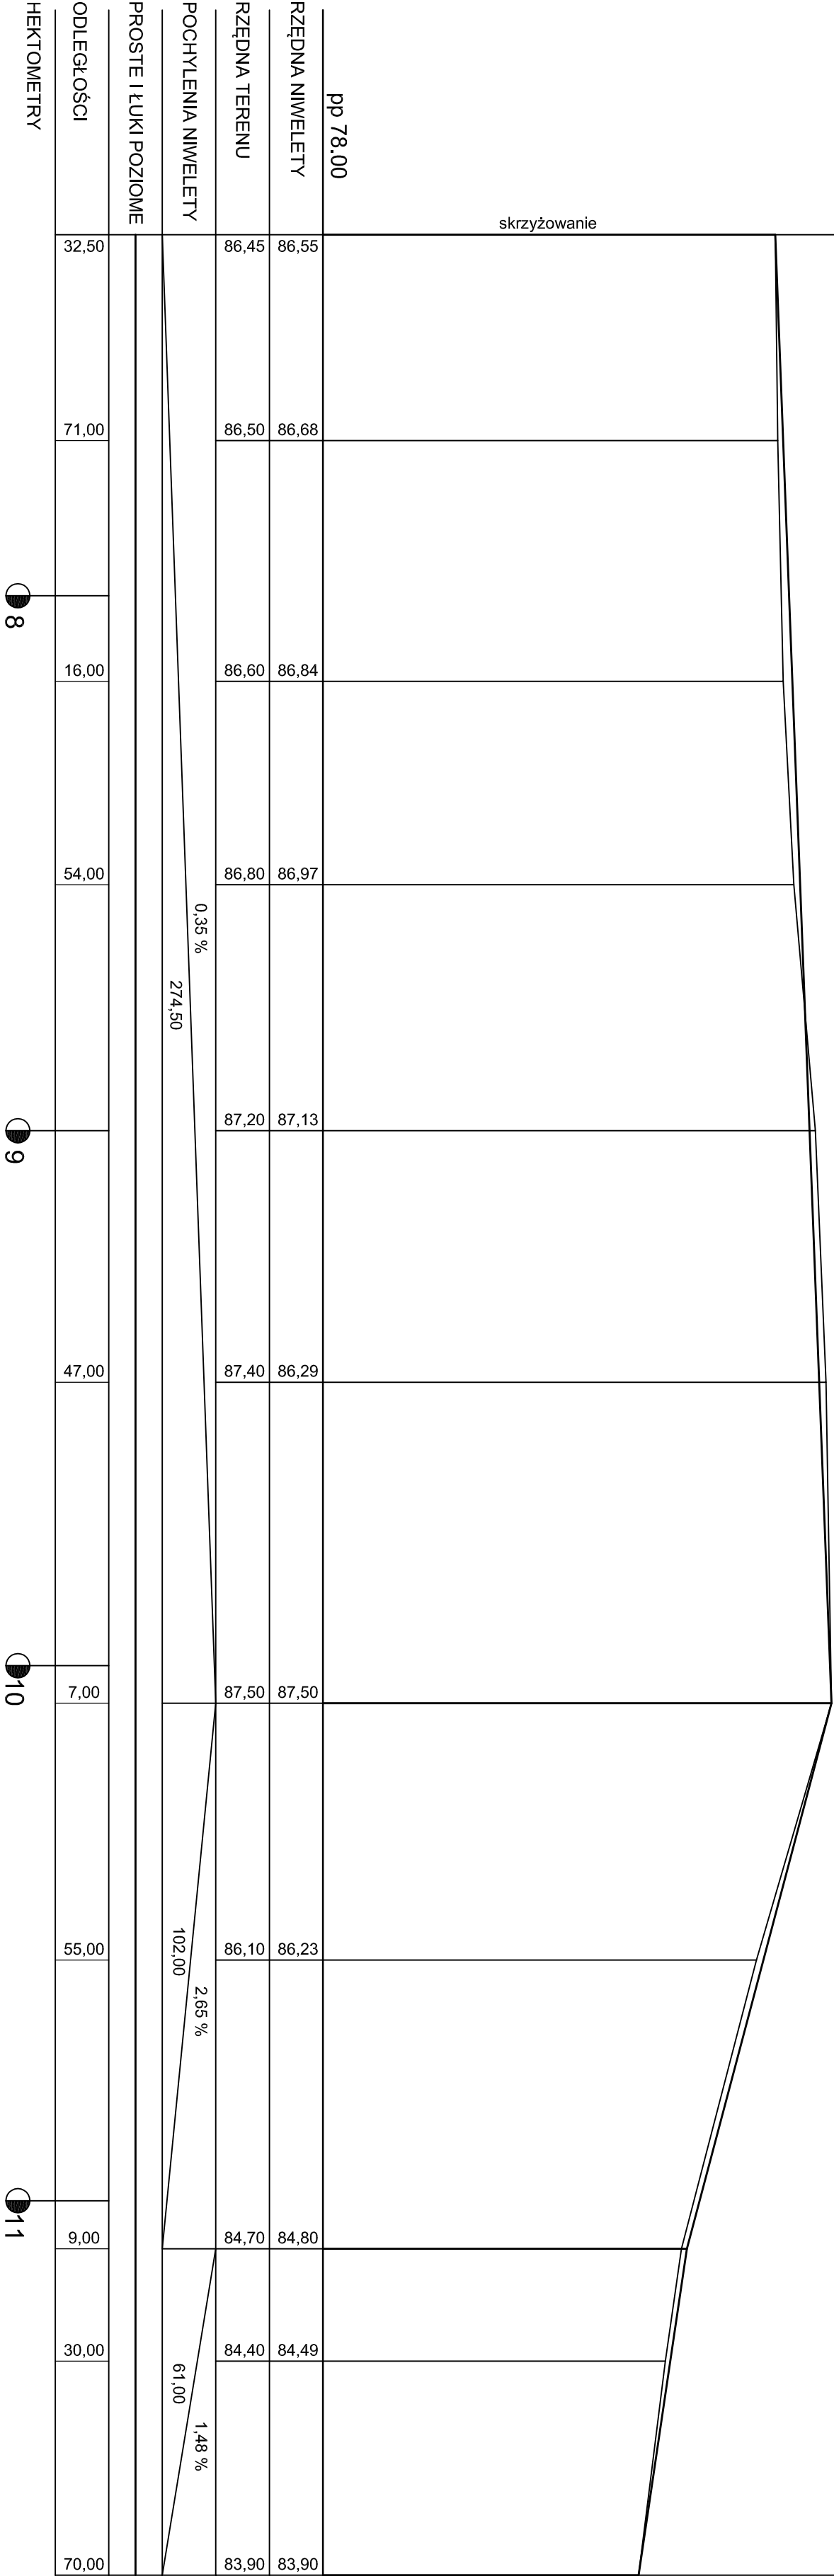 pp 78.00
RZĘDNA NIWELETY
RZĘDNA TERENU
POCHYLENIA NIWELETY
PROSTE I ŁUKI POZIOME
ODLEGŁOŚCI
HEKTOMETRY
skrzyżowanie
32,50 86,45 86,55
71,00 86,50 86,68
8
16,00 86,60 86,84
54,00 86,80 86,97
0,35 %
274,50
9
87,20 87,13
47,00 87,40 86,29
10
7,00 87,50 87,50
55,00 86,10 86,23
102,00
2,65 %
11
9,00 84,70 84,80
30,00 84,40 84,49
61,00
1,48 %
70,00 83,90 83,90